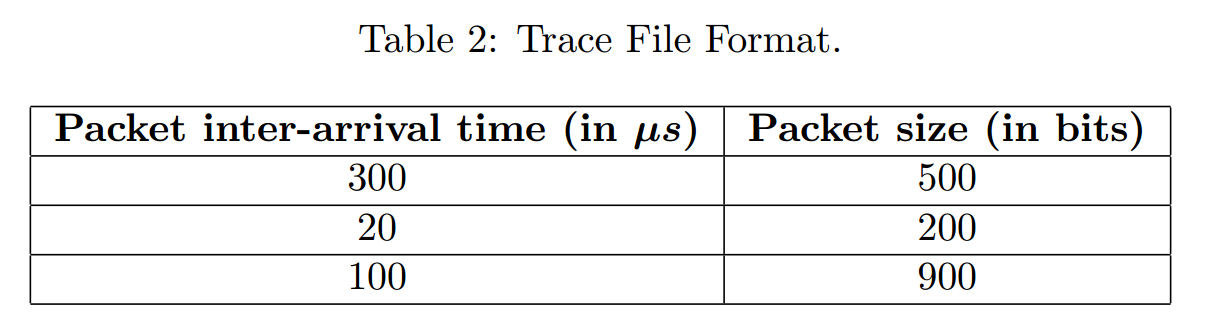 Table 2: Trace File Format.
Packet inter-arrival time (in μs) Packet size (in bits)
300 500
20 200
100 900